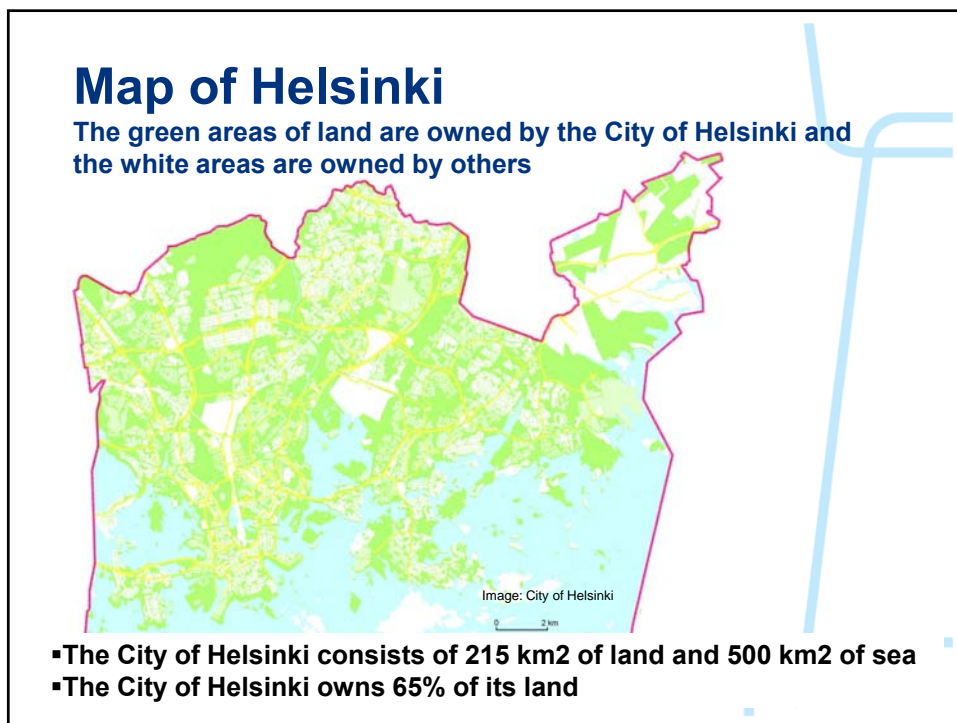 Map of Helsinki
The green areas of land are owned by the City of Helsinki and
the white areas are owned by others
Image: City of Helsinki
0 2 km
▪The City of Helsinki consists of 215 km2 of land and 500 km2 of sea
▪The City of Helsinki owns 65% of its land